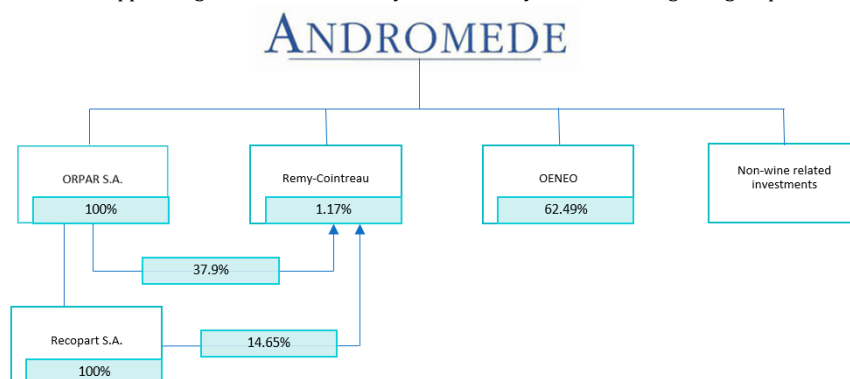 ANDROMEDE
ORPAR S.A.
100%
Remy-Cointreau
1.17%
OENEO
62.49%
Non-wine related
investments
37.9%
Recopart S.A.
100%
14.65%